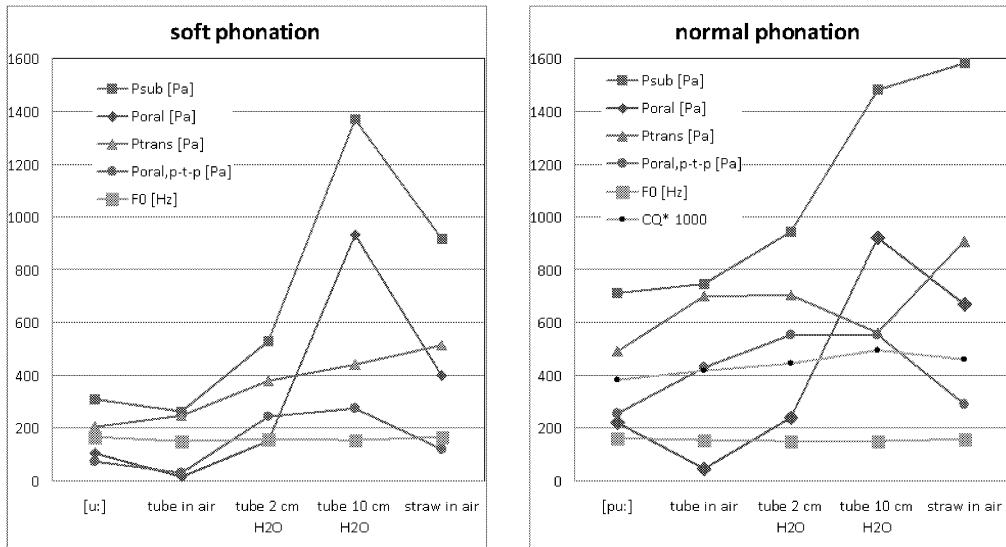 soft phonation
1600
1400
1200
1000
800
600
400
200
0
Psub [Pa]
Poral [Pa]
Ptrans [Pa]
Poral,p-t-p [Pa]
F0 [Hz]
[u:]
tube in air
tube 2 cm
H2O
tube 10 cm
H2O
straw in air
normal phonation
1600
1400
1200
1000
800
600
400
200
0
Psub [Pa]
Poral [Pa]
Ptrans [Pa]
Poral,p-t-p [Pa]
F0 [Hz]
CQ* 1000
[pu:]
tube in air
tube 2 cm
H2O
tube 10 cm
H2O
straw in air